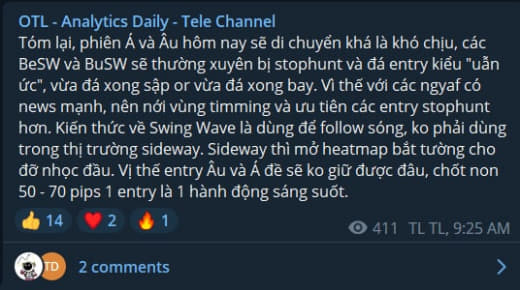 OTL - Analytics Daily - Tele Channel
Tóm lại, phiên Á và Âu hôm nay sẽ di chuyển khá là khó chịu, các
BeSW và BuSW sẽ thường xuyên bị stophunt và đá entry kiểu "uẫn
ức", vừa đá xong sập or vừa đá xong bay. Vì thế với các ngyaf có
news mạnh, nên nới vùng timming và ưu tiên các entry stophunt
hơn. Kiến thức về Swing Wave là dùng để follow sóng, ko phải dùng
trong thị trường sideway. Sideway thì mở heatmap bắt tường cho
đỡ nhọc đầu. Vị thế entry Âu và Á đề sẽ ko giữ được đâu, chốt non
50 - 70 pips 1 entry là 1 hành động sáng suốt.
14 2 1
411 TL TL, 9:25 AM
TD 2 comments